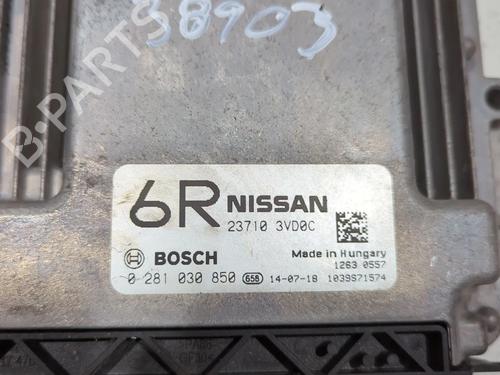 38903
6R NISSAN
23710 3VD0C
BOSCH
Made in Hungary
1263 0557
0 281 030 850 658 14-07-18 1039S71574
B-PARTS